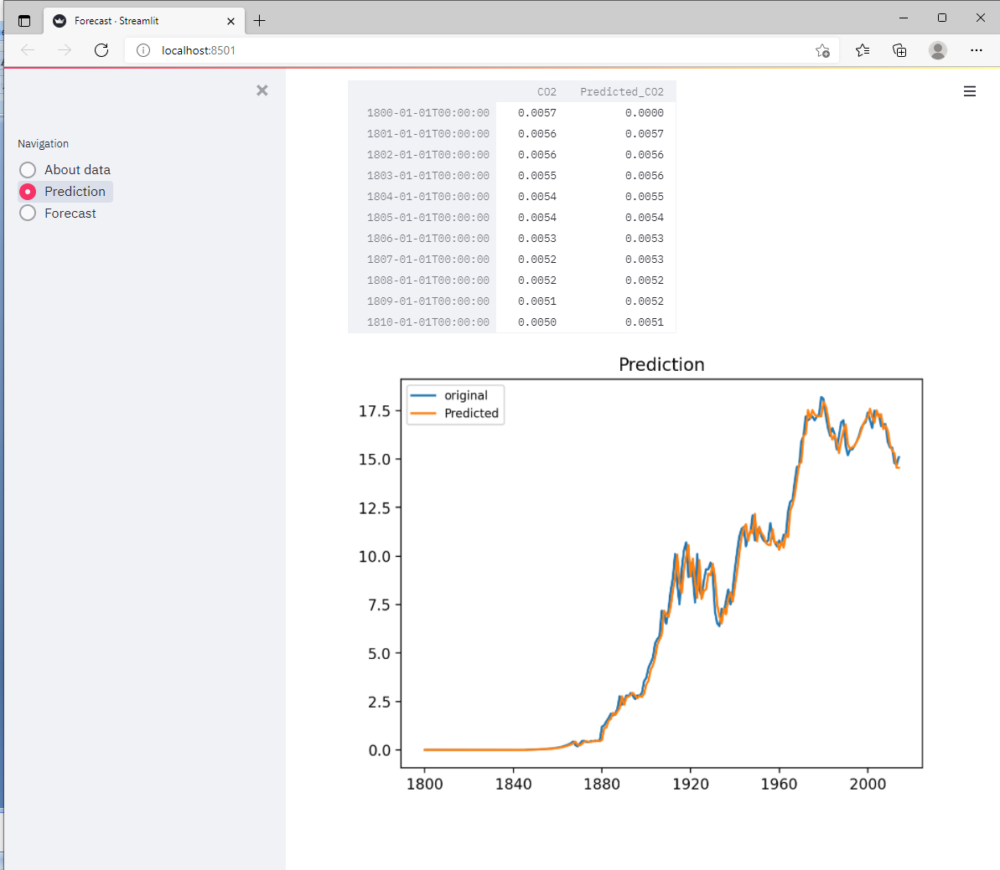 Forecast · Streamlit
localhost:8501
Navigation
About data
Prediction
Forecast
CO2 Predicted_CO2
1800-01-01T00:00:00 0.0057 0.0000
1801-01-01T00:00:00 0.0056 0.0057
1802-01-01T00:00:00 0.0056 0.0056
1803-01-01T00:00:00 0.0055 0.0056
1804-01-01T00:00:00 0.0054 0.0055
1805-01-01T00:00:00 0.0054 0.0054
1806-01-01T00:00:00 0.0053 0.0053
1807-01-01T00:00:00 0.0052 0.0053
1808-01-01T00:00:00 0.0052 0.0052
1809-01-01T00:00:00 0.0051 0.0052
1810-01-01T00:00:00 0.0050 0.0051
Prediction
original
Predicted
17.5
15.0
12.5
10.0
7.5
5.0
2.5
0.0
1800 1840 1880 1920 1960 2000